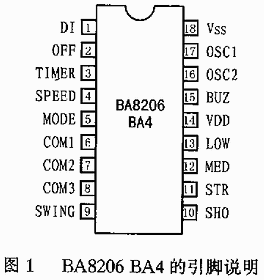 DI 1 18 Vss
OFF 2 17 OSC1
TIMER 3 16 OSC2
SPEED 4 15 BUZ
MODE 5 14 VDD
COM1 6 13 LOW
COM2 7 12 MED
COM3 8 11 STR
SWING 9 10 SHO
BA8206
BA4
图 1 BA8206 BA4 的引脚说明